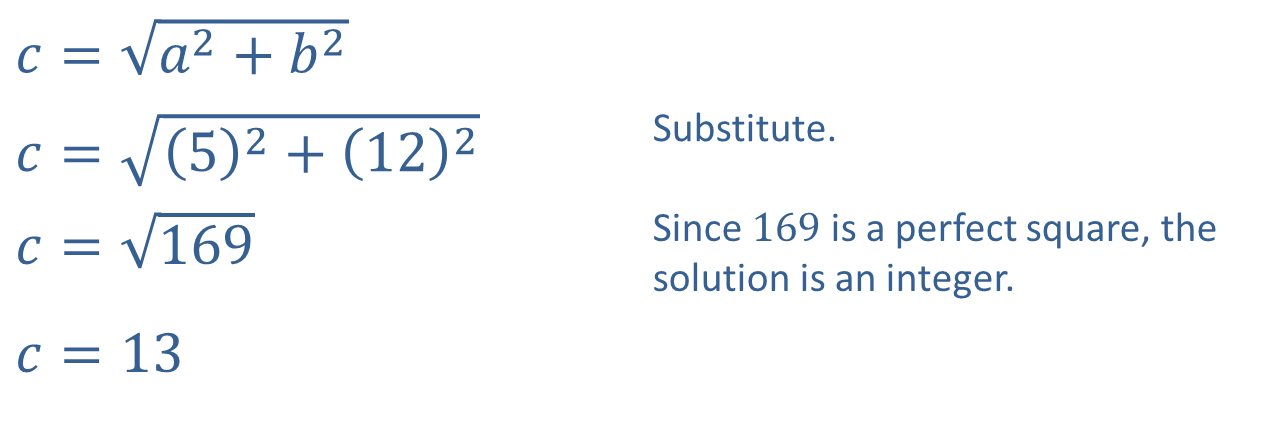 c = √(a² + b²)
c = √((5)² + (12)²)
Substitute.
c = √169
Since 169 is a perfect square, the
solution is an integer.
c = 13